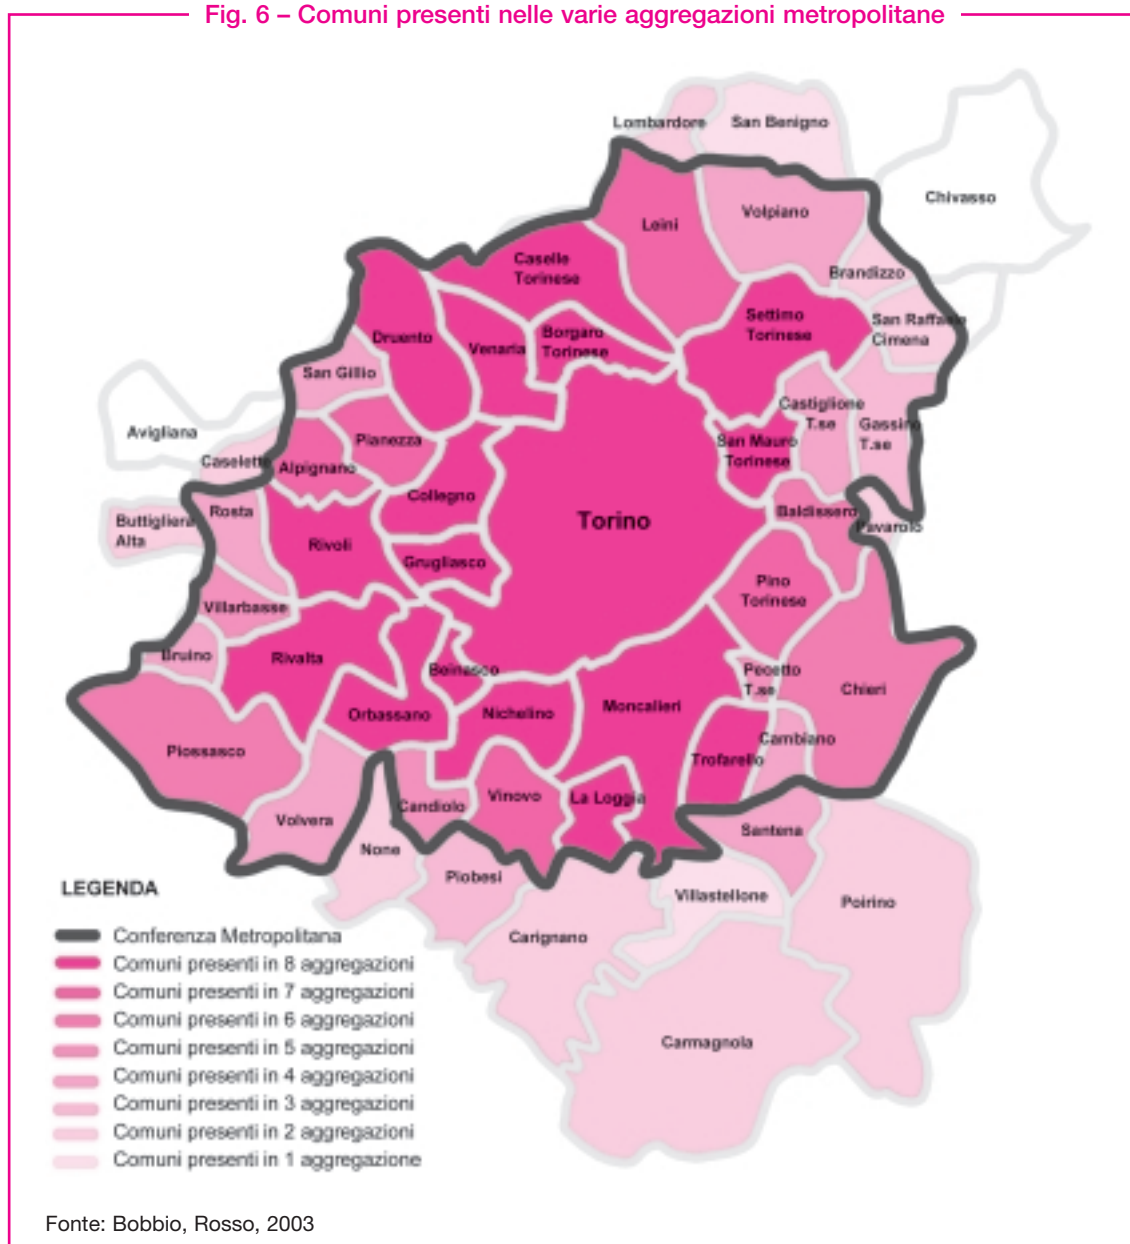 Fig. 6 – Comuni presenti nelle varie aggregazioni metropolitane
Lombardore
San Benigno
Chivasso
Leini
Volpiano
Caselle
Torinese
Brandizzo
Druento
Venaria
Borgaro
Torinese
Settimo
Torinese
San Raffaele
Cimena
San Gillio
Castiglione
T.se
Gassino
T.se
Avigliana
Caselette
Alpignano
Pianezza
San Mauro
Torinese
Collegno
Buttigliera
Alta
Rosta
Torino
Baldissero
Pavarolo
Rivoli
Grugliasco
Pino
Torinese
Villarbasse
Bruino
Rivalta
Beinasco
Pecetto
T.se
Chieri
Orbassano
Nichelino
Moncalieri
Piossasco
Cambiano
Trofarello
Volvera
Candiolo
Vinovo
La Loggia
Santena
None
Piobesi
Villastellone
Poirino
Carignano
Carmagnola
LEGENDA
Conferenza Metropolitana
Comuni presenti in 8 aggregazioni
Comuni presenti in 7 aggregazioni
Comuni presenti in 6 aggregazioni
Comuni presenti in 5 aggregazioni
Comuni presenti in 4 aggregazioni
Comuni presenti in 3 aggregazioni
Comuni presenti in 2 aggregazioni
Comuni presenti in 1 aggregazione
Fonte: Bobbio, Rosso, 2003